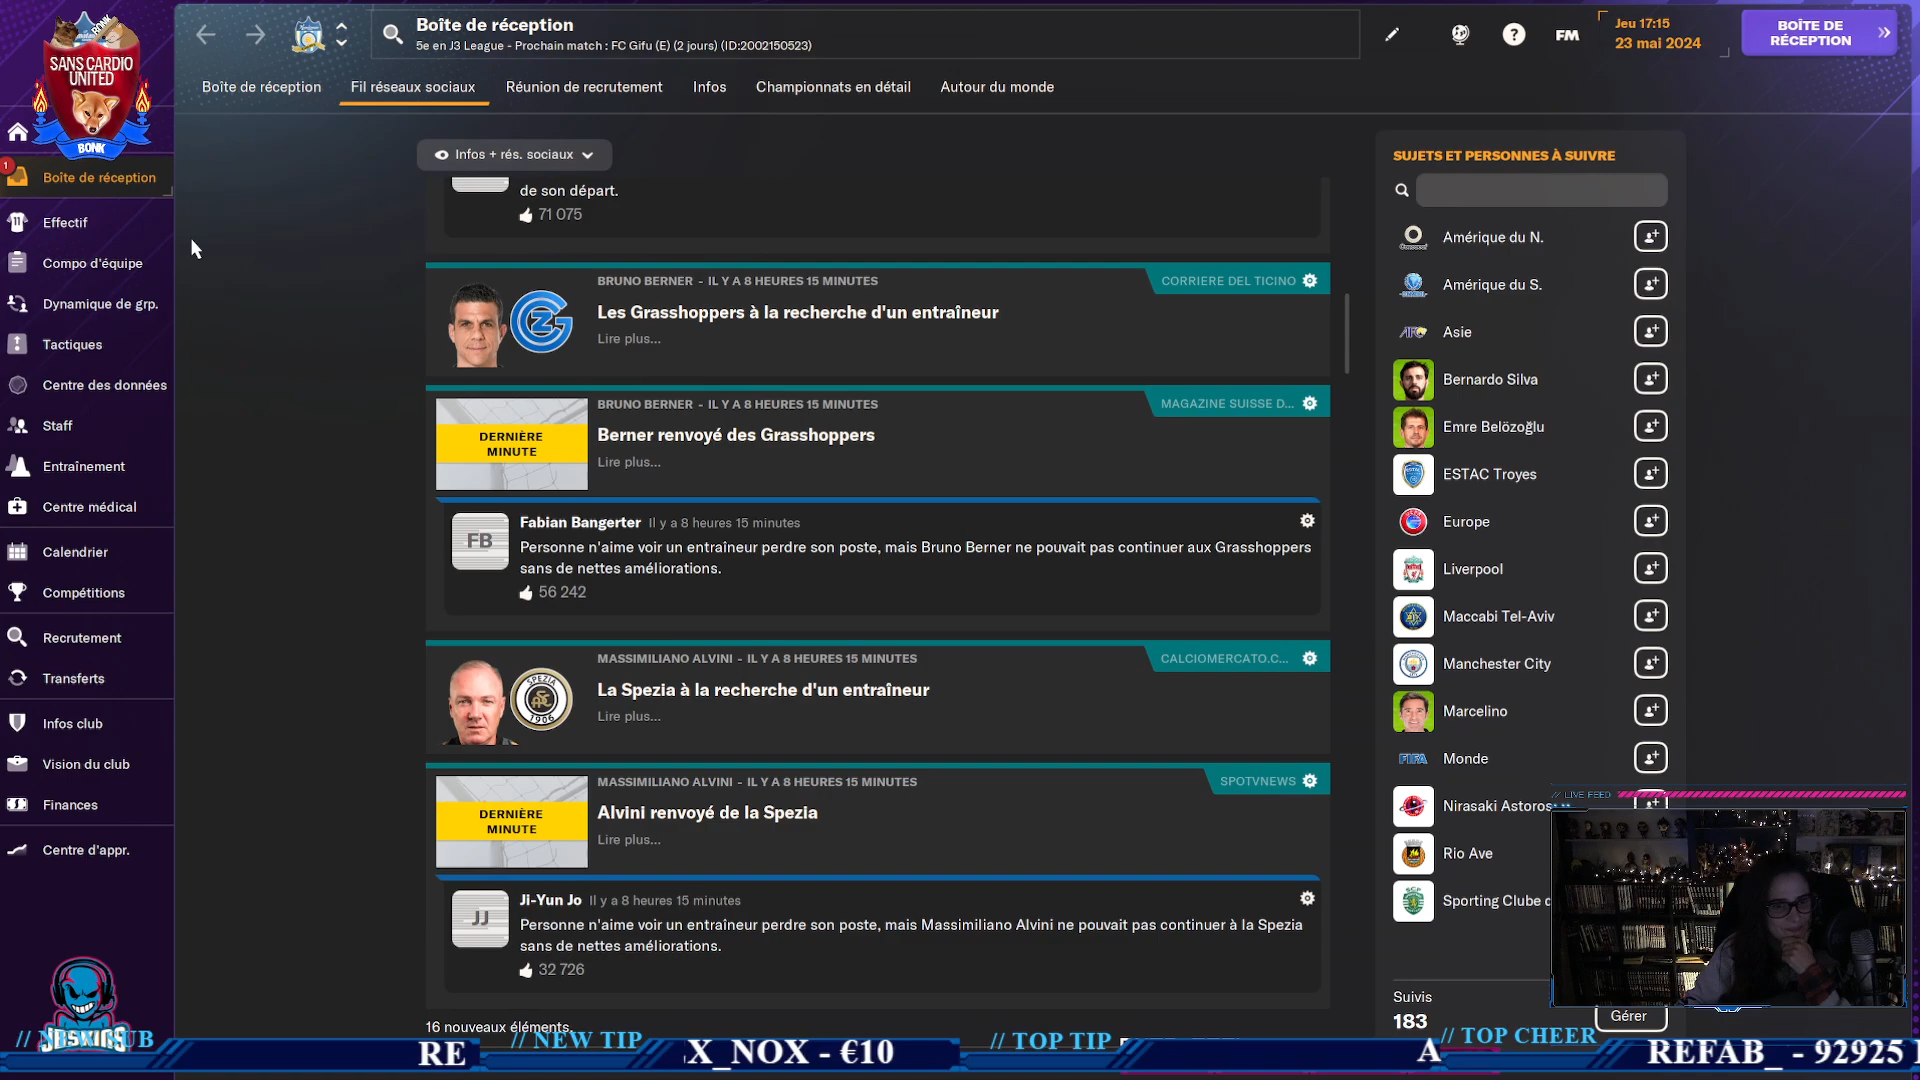 SANS CARDIO
UNITED
BONK
Boîte de réception
5e en J3 League - Prochain match : FC Gifu (E) (2 jours) (ID:2002150523)
FM
Jeu 17:15
23 mai 2024
BOÎTE DE
RÉCEPTION
Boîte de réception
Fil réseaux sociaux
Réunion de recrutement
Infos
Championnats en détail
Autour du monde
1
Boîte de réception
Effectif
Compo d'équipe
Dynamique de grp.
Tactiques
Centre des données
Staff
Entraînement
Centre médical
Calendrier
Compétitions
Recrutement
Transferts
Infos club
Vision du club
Finances
Centre d'appr.
Infos + rés. sociaux
de son départ.
71 075
BRUNO BERNER - IL Y A 8 HEURES 15 MINUTES
CORRIERE DEL TICINO
Les Grasshoppers à la recherche d'un entraîneur
Lire plus...
BRUNO BERNER - IL Y A 8 HEURES 15 MINUTES
MAGAZINE SUISSE D...
DERNIÈRE
MINUTE
Berner renvoyé des Grasshoppers
Lire plus...
FB
Fabian Bangerter Il y a 8 heures 15 minutes
Personne n'aime voir un entraîneur perdre son poste, mais Bruno Berner ne pouvait pas continuer aux Grasshoppers
sans de nettes améliorations.
56 242
MASSIMILIANO ALVINI - IL Y A 8 HEURES 15 MINUTES
CALCIOMERCATO.C...
SPEZIA
1906
La Spezia à la recherche d'un entraîneur
Lire plus...
MASSIMILIANO ALVINI - IL Y A 8 HEURES 15 MINUTES
SPOTVNEWS
DERNIÈRE
MINUTE
Alvini renvoyé de la Spezia
Lire plus...
JJ
Ji-Yun Jo Il y a 8 heures 15 minutes
Personne n'aime voir un entraîneur perdre son poste, mais Massimiliano Alvini ne pouvait pas continuer à la Spezia
sans de nettes améliorations.
32 726
16 nouveaux éléments.
SUJETS ET PERSONNES À SUIVRE
Amérique du N.
Amérique du S.
Asie
Bernardo Silva
Emre Belözoğlu
ESTAC Troyes
Europe
Liverpool
Maccabi Tel-Aviv
Manchester City
Marcelino
FIFA
Monde
Nirasaki Astoros
Rio Ave
Sporting Clube
// LIVE FEED
Suivis
183
Gérer
// NEW TIP
// TOP TIP
// TOP CHEER
RE
X_NOX - €10
A
REFAB_ - 92925